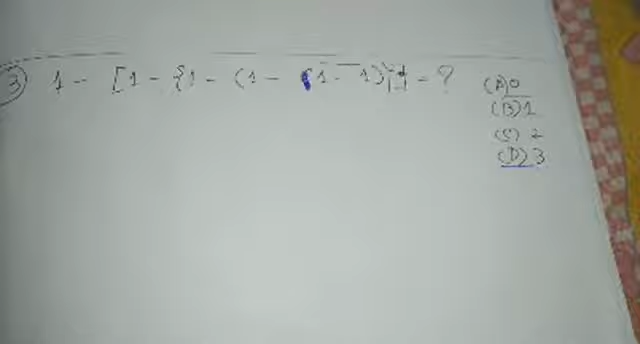 3) 1 - [1 - {1 - (1 - (1 - 1))}] = ?
(A) 0
(B) 1
(C) 2
(D) 3